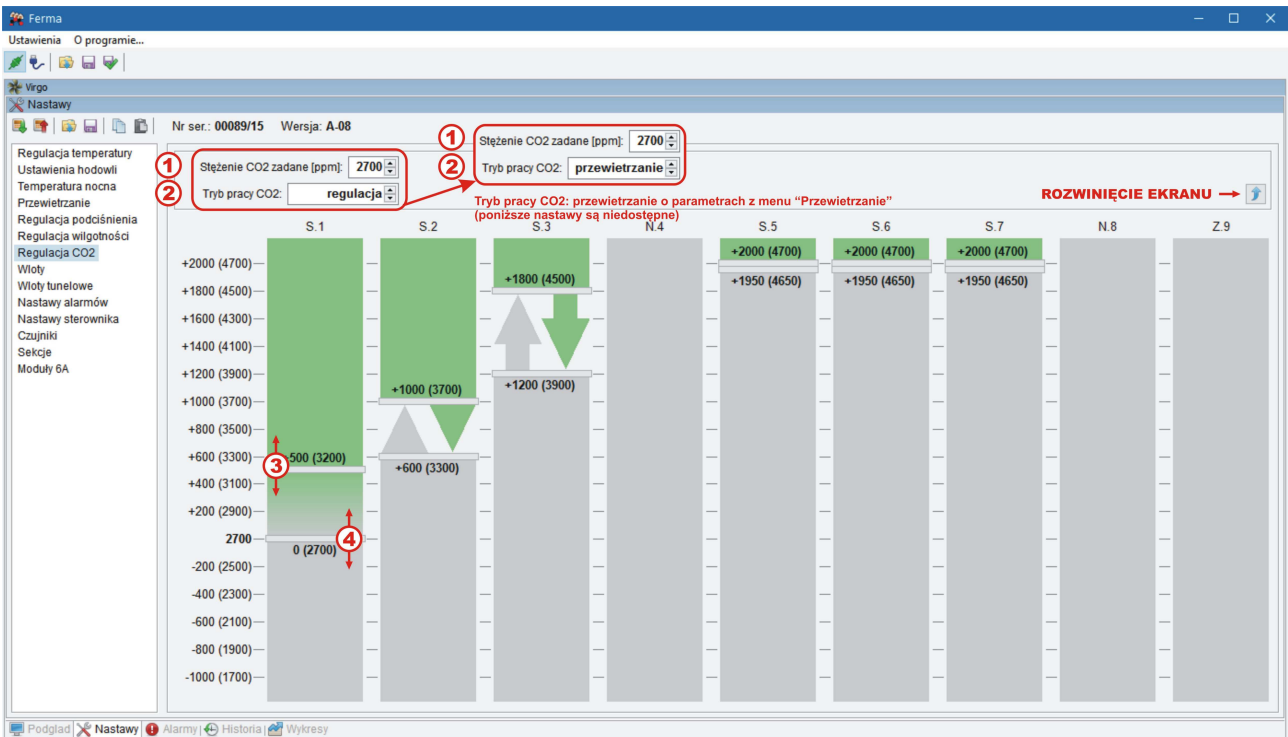 Ferma
Ustawienia O programie...
Virgo
Nastawy
Nr ser.: 00089/15 Wersja: A-08
Regulacja temperatury
Ustawienia hodowli
Temperatura nocna
Przewietrzanie
Regulacja podciśnienia
Regulacja wilgotności
Regulacja CO2
Wloty
Wloty tunelowe
Nastawy alarmów
Nastawy sterownika
Czujniki
Sekcje
Moduły 6A
1 Stężenie CO2 zadane [ppm]: 2700
2 Tryb pracy CO2: regulacja
1 Stężenie CO2 zadane [ppm]: 2700
2 Tryb pracy CO2: przewietrzanie
Tryb pracy CO2: przewietrzanie o parametrach z menu “Przewietrzanie”
(poniższe nastawy są niedostępne)
ROZWINIĘCIE EKRANU
S.1 S.2 S.3 N.4 S.5 S.6 S.7 N.8 Z.9
+2000 (4700)
+1800 (4500)
+1600 (4300)
+1400 (4100)
+1200 (3900)
+1000 (3700)
+800 (3500)
+600 (3300)
+400 (3100)
+200 (2900)
2700
-200 (2500)
-400 (2300)
-600 (2100)
-800 (1900)
-1000 (1700)
+500 (3200)
3
0 (2700)
4
+1000 (3700)
+600 (3300)
+1800 (4500)
+1200 (3900)
+2000 (4700) +2000 (4700) +2000 (4700)
+1950 (4650) +1950 (4650) +1950 (4650)
Podgląd Nastawy Alarmy Historia Wykresy